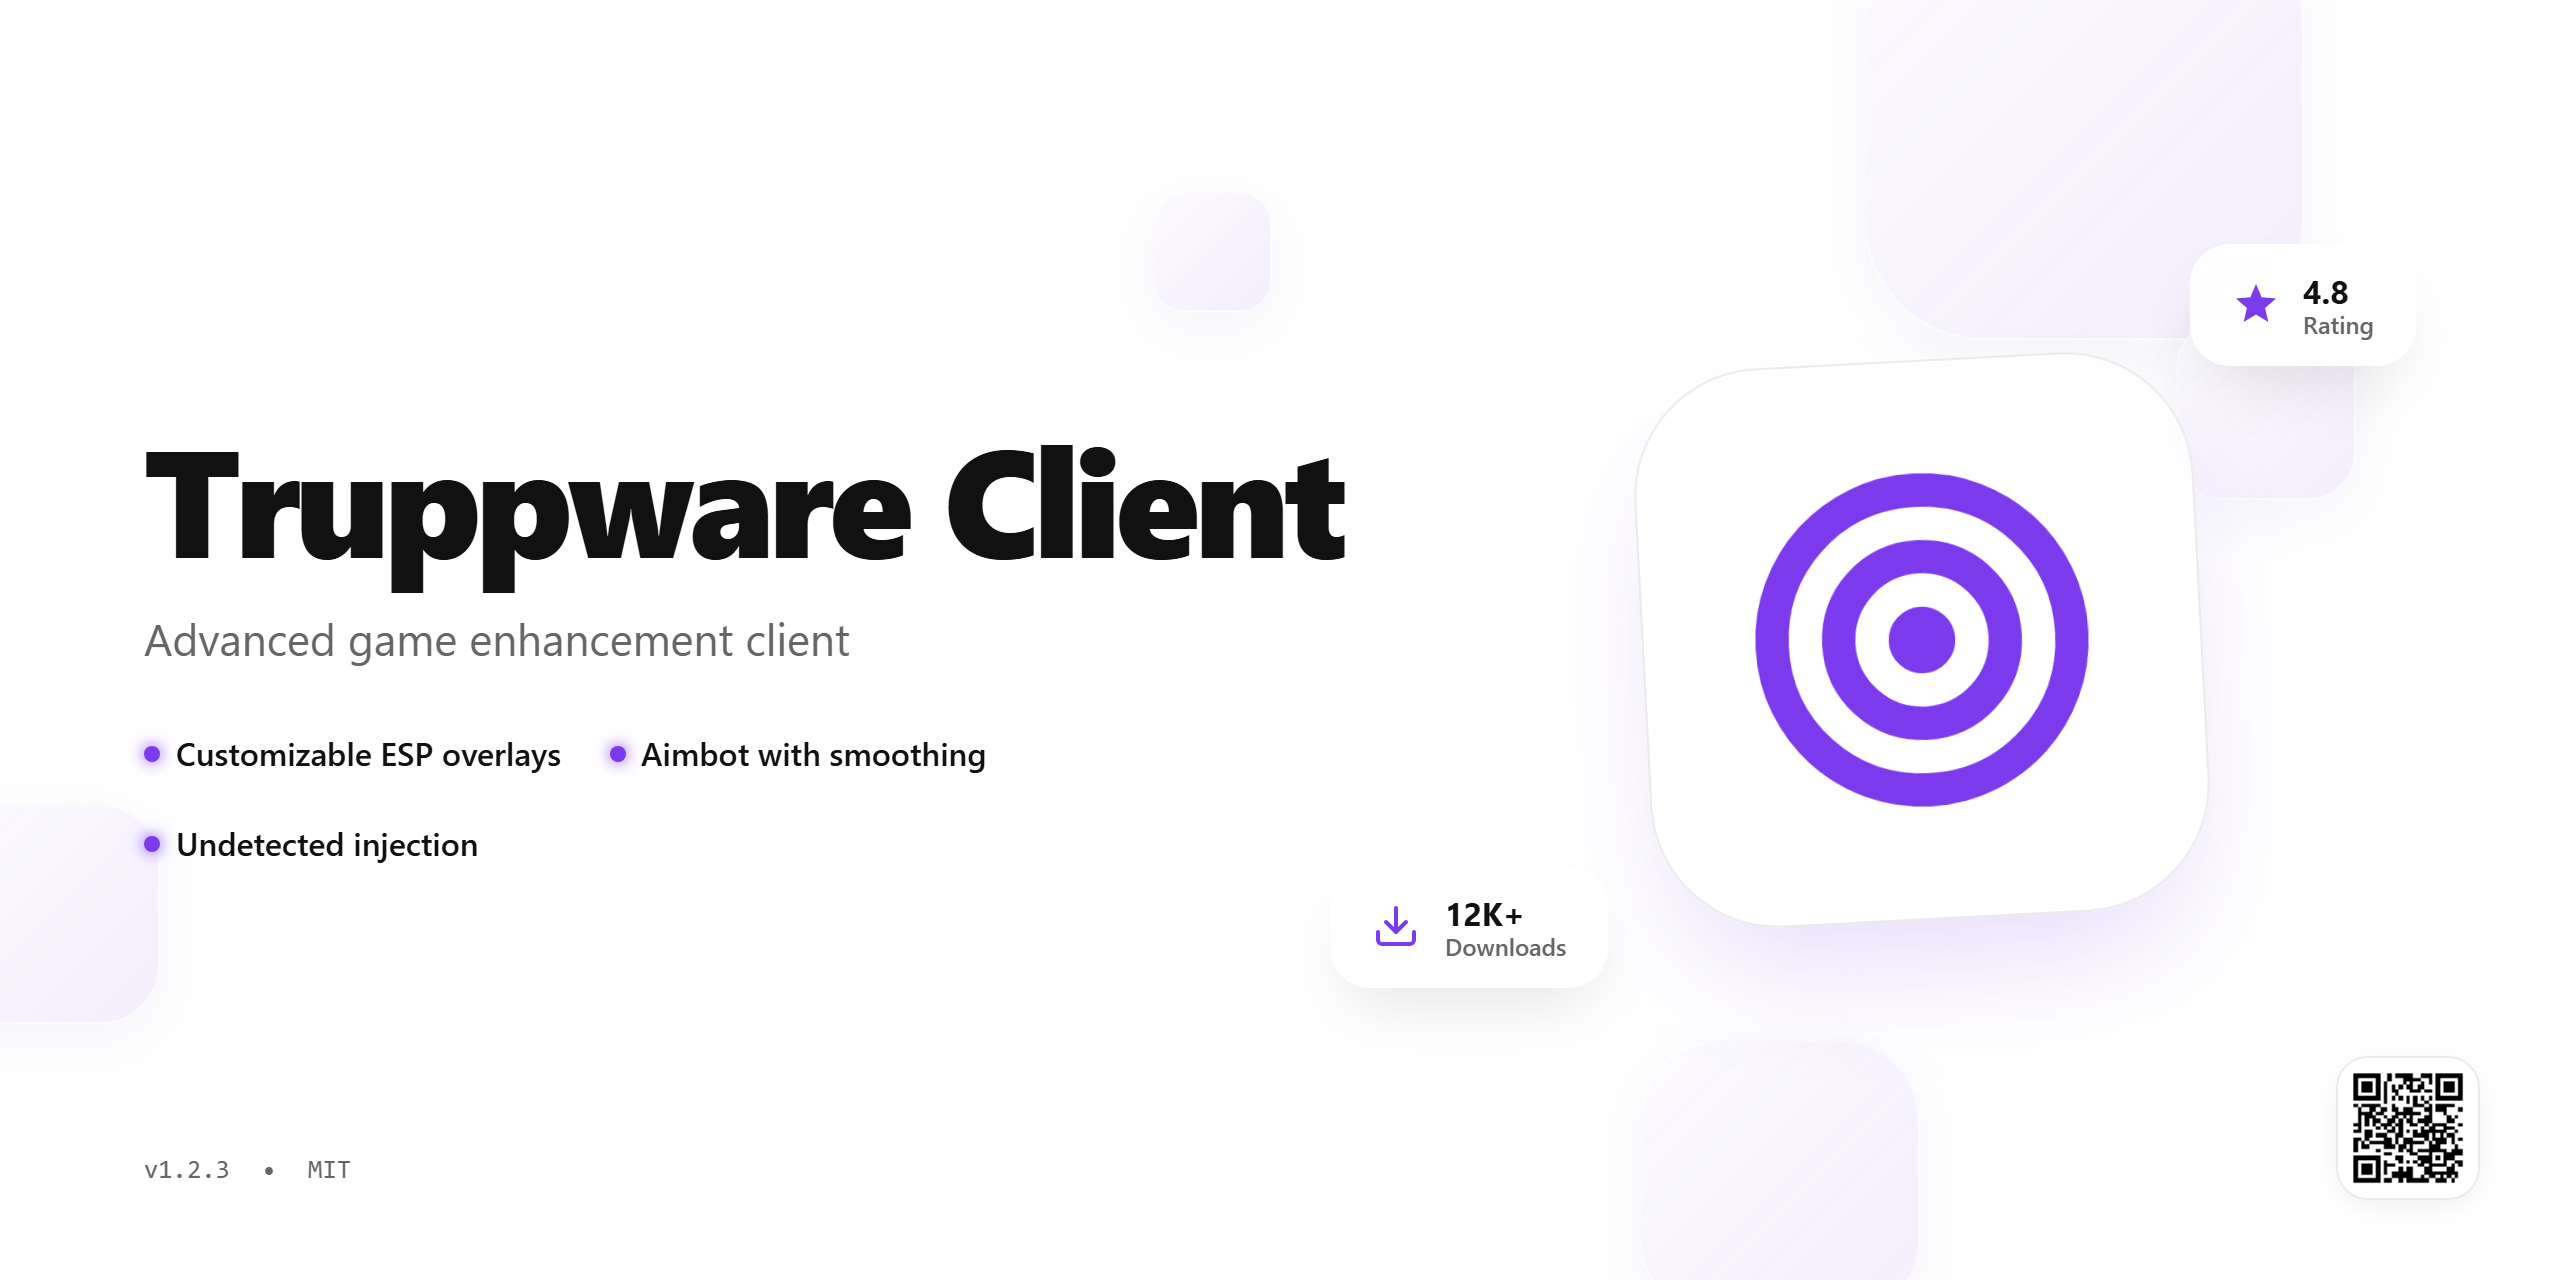 Truppware Client
Advanced game enhancement client
Customizable ESP overlays
Aimbot with smoothing
Undetected injection
4.8
Rating
12K+
Downloads
v1.2.3 • MIT